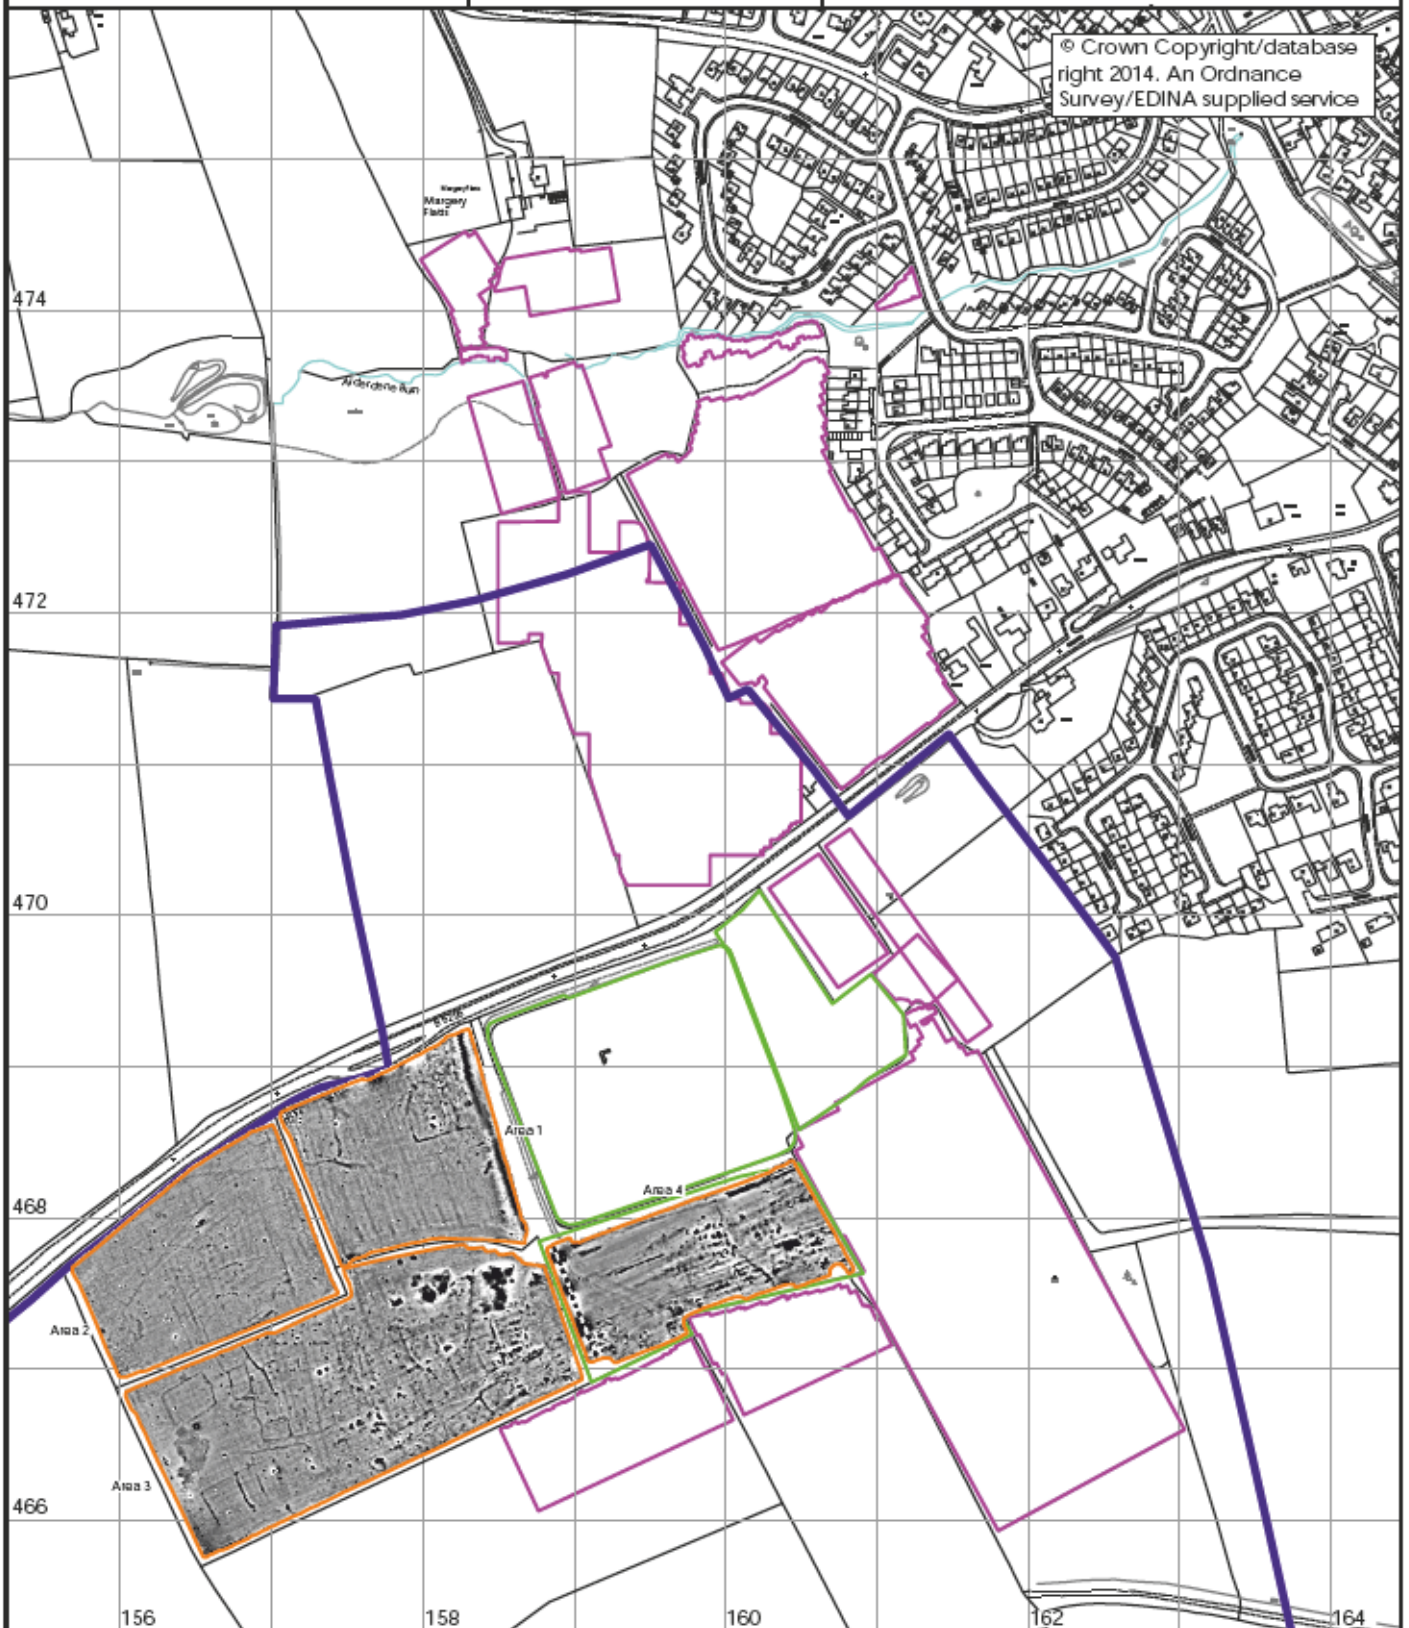 © Crown Copyright/database
right 2014. An Ordnance
Survey/EDINA supplied service
Margery
Flatts
474
Alderdene Burn
472
470
Area 1
Area 4
468
Area 2
Area 3
466
156
158
160
162
164